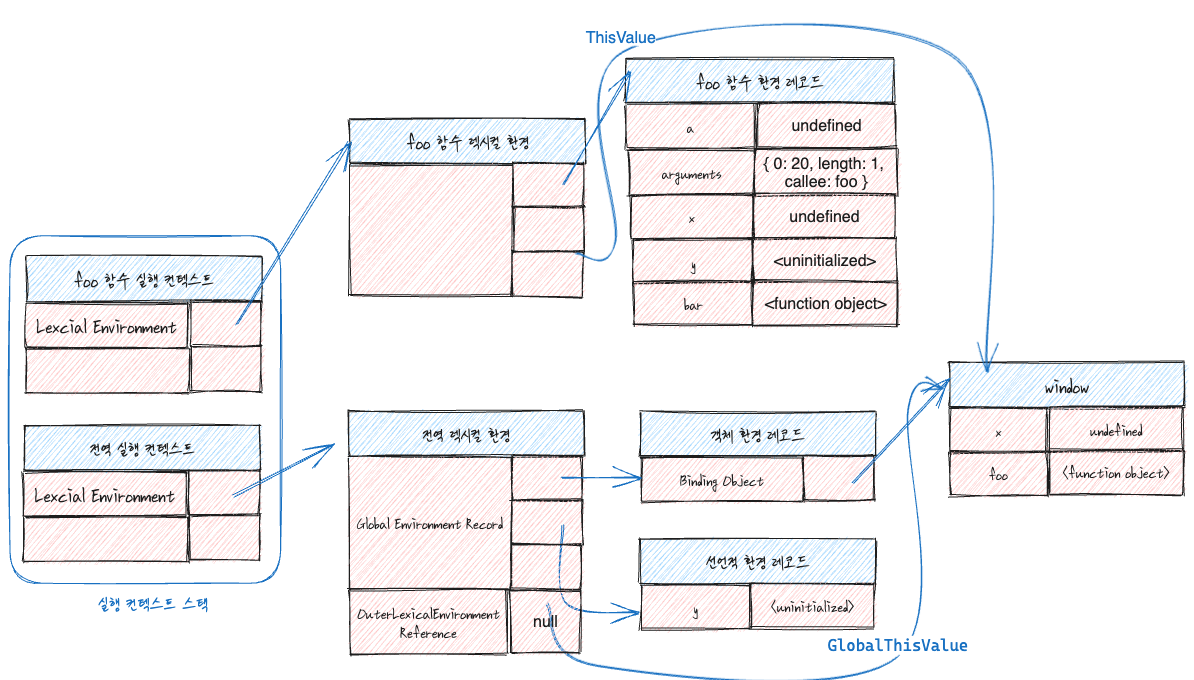 ThisValue
foo 함수 환경 레코드
a
undefined
arguments
{ 0: 20, length: 1,
callee: foo }
x
undefined
y
<uninitialized>
bar
<function object>
foo 함수 렉시컬 환경
foo 함수 실행 컨텍스트
Lexcial Environment
전역 실행 컨텍스트
Lexcial Environment
실행 컨텍스트 스택
전역 렉시컬 환경
Global Environment Record
OuterLexicalEnvironment
Reference
null
객체 환경 레코드
Binding Object
선언적 환경 레코드
y
<uninitialized>
window
x
undefined
foo
<function object>
GlobalThisValue